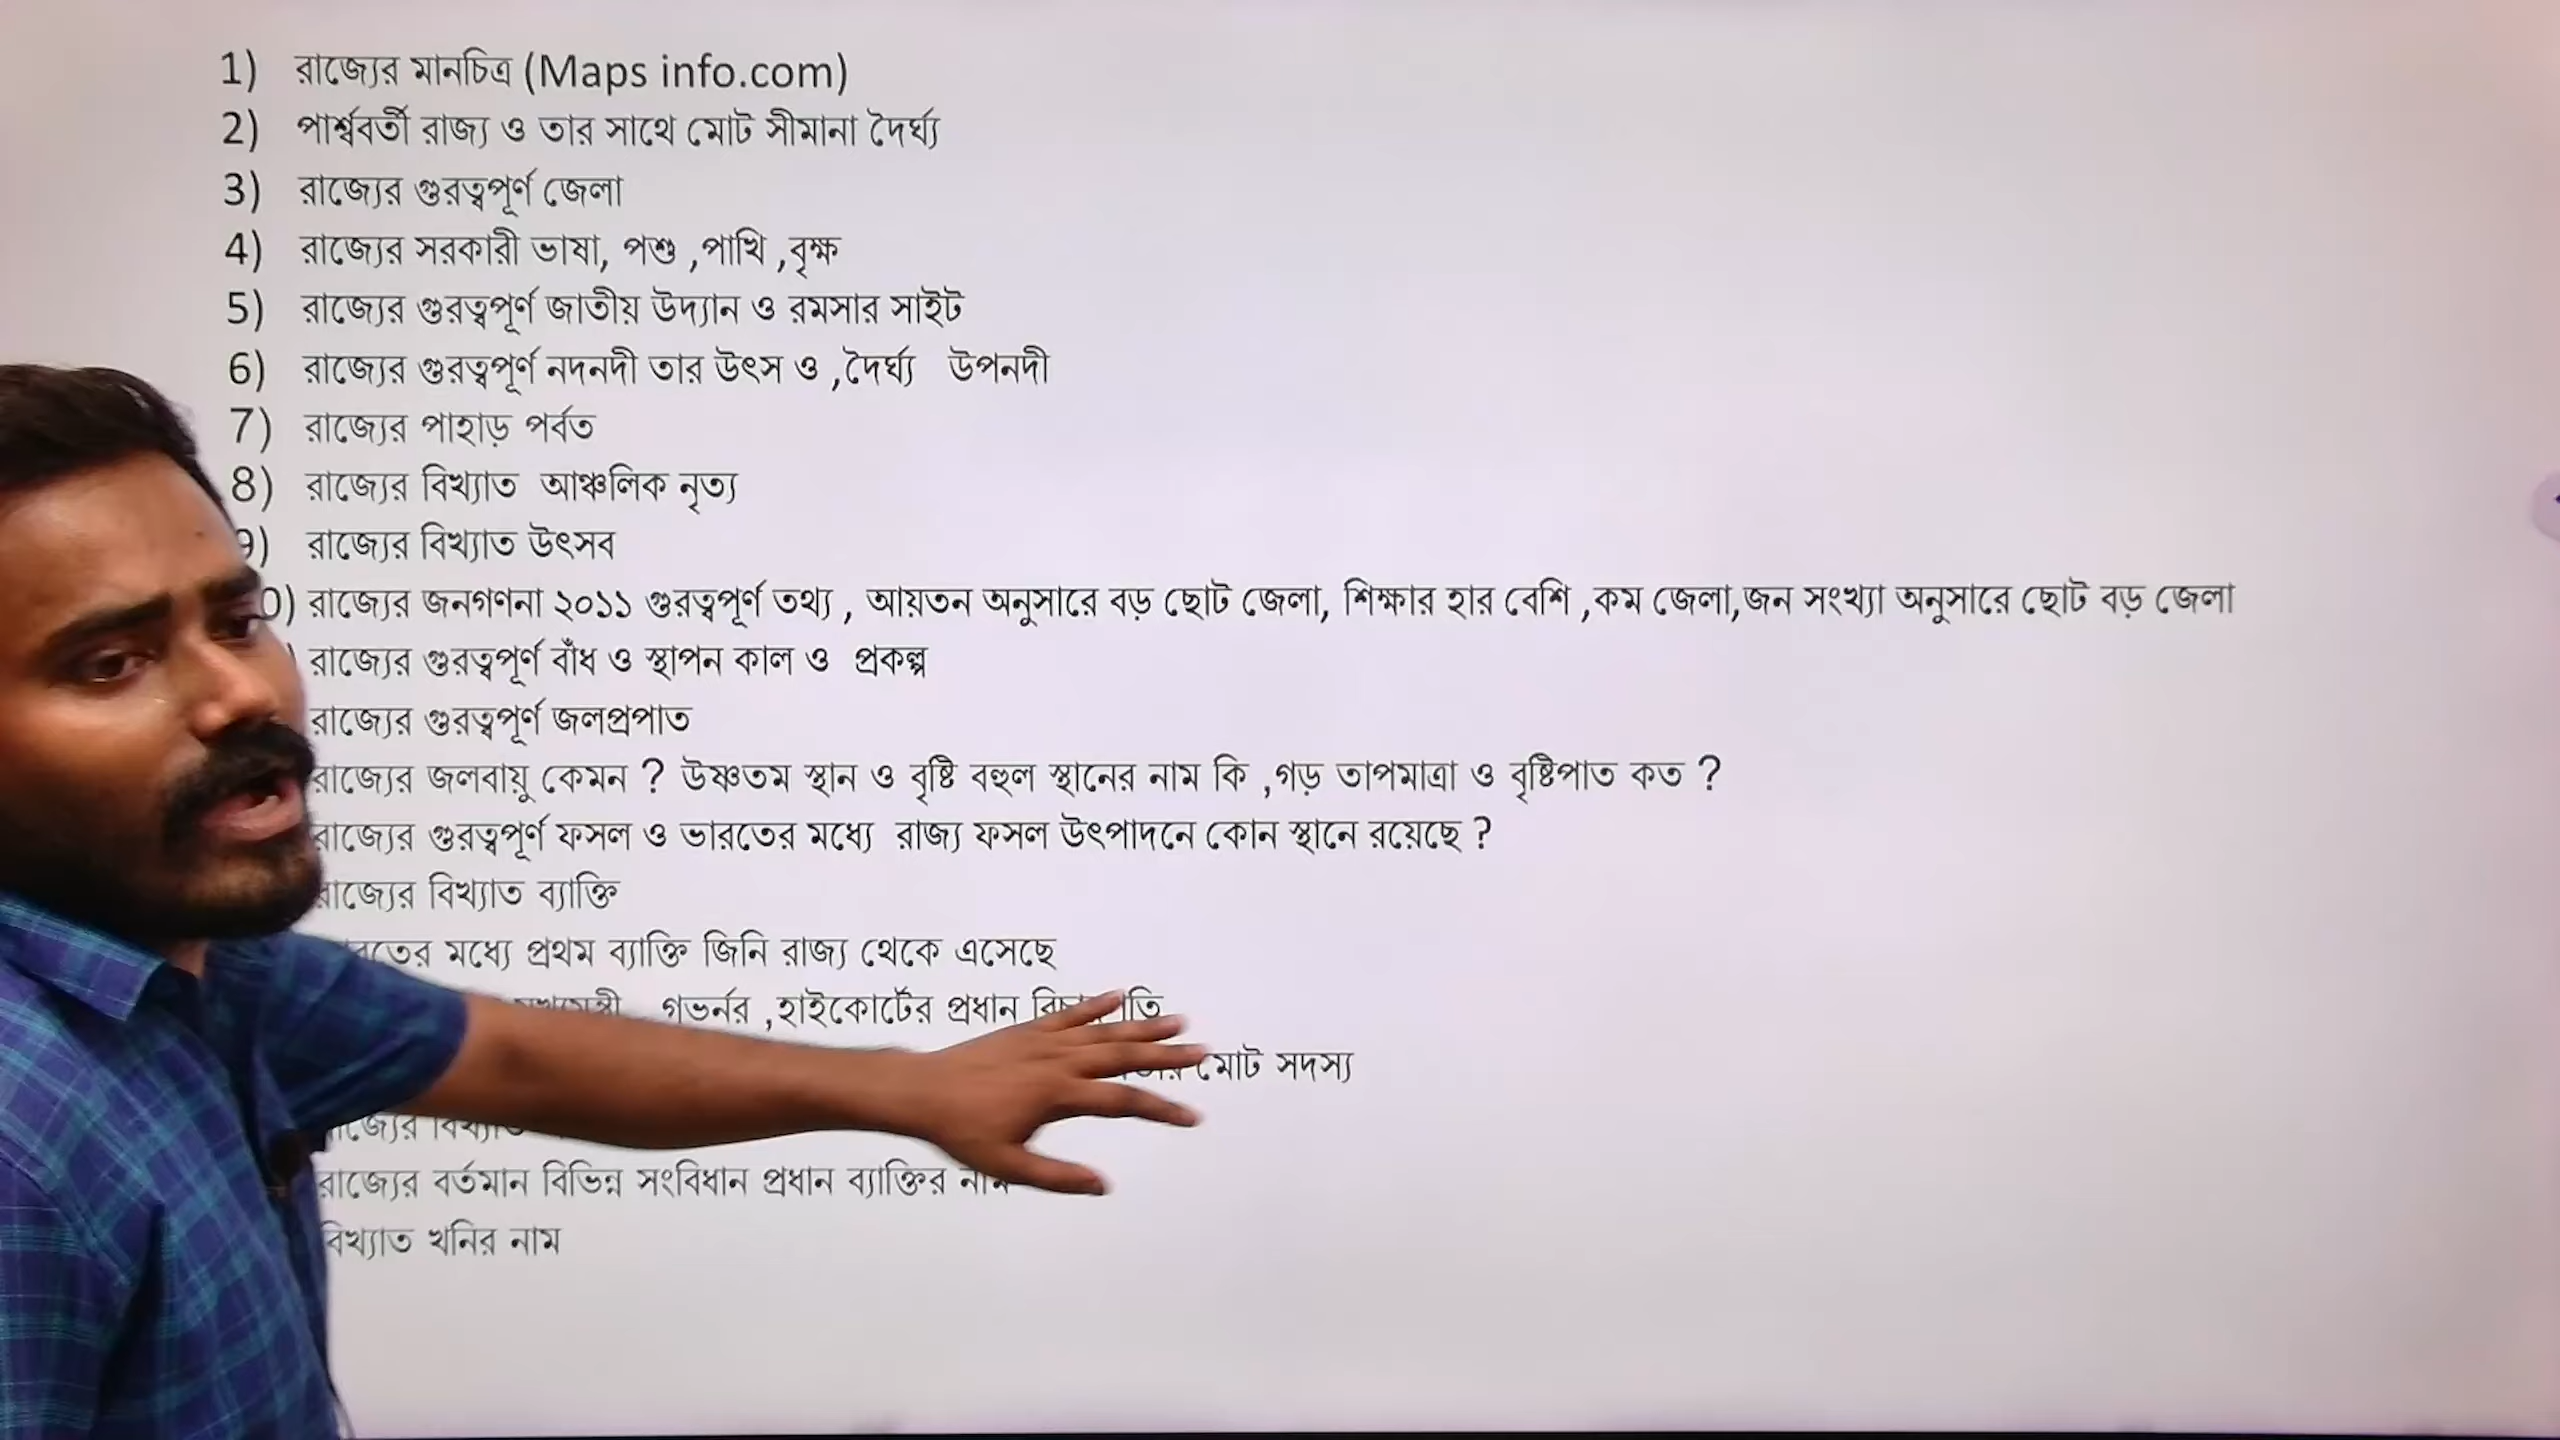 1) রাজ্যের মানচিত্র (Maps info.com)
2) পার্শ্ববর্তী রাজ্য ও তার সাথে মোট সীমানা দৈর্ঘ্য
3) রাজ্যের গুরত্বপূর্ণ জেলা
4) রাজ্যের সরকারী ভাষা, পশু ,পাখি ,বৃক্ষ
5) রাজ্যের গুরত্বপূর্ণ জাতীয় উদ্যান ও রমসার সাইট
6) রাজ্যের গুরত্বপূর্ণ নদনদী তার উৎস ও ,দৈর্ঘ্য উপনদী
7) রাজ্যের পাহাড় পর্বত
8) রাজ্যের বিখ্যাত আঞ্চলিক নৃত্য
9) রাজ্যের বিখ্যাত উৎসব
0) রাজ্যের জনগণনা ২০১১ গুরত্বপূর্ণ তথ্য , আয়তন অনুসারে বড় ছোট জেলা, শিক্ষার হার বেশি ,কম জেলা,জন সংখ্যা অনুসারে ছোট বড় জেলা
) রাজ্যের গুরত্বপূর্ণ বাঁধ ও স্থাপন কাল ও প্রকল্প
রাজ্যের গুরত্বপূর্ণ জলপ্রপাত
রাজ্যের জলবায়ু কেমন ? উষ্ণতম স্থান ও বৃষ্টি বহুল স্থানের নাম কি ,গড় তাপমাত্রা ও বৃষ্টিপাত কত ?
রাজ্যের গুরত্বপূর্ণ ফসল ও ভারতের মধ্যে রাজ্য ফসল উৎপাদনে কোন স্থানে রয়েছে ?
রাজ্যের বিখ্যাত ব্যাক্তি
মধ্যে প্রথম ব্যাক্তি জিনি রাজ্য থেকে এসেছে
গভর্নর ,হাইকোর্টের প্রধান
মোট সদস্য
রাজ্যের বিখ্যাত
রাজ্যের বর্তমান বিভিন্ন সংবিধান প্রধান ব্যাক্তির নাম
বিখ্যাত খনির নাম